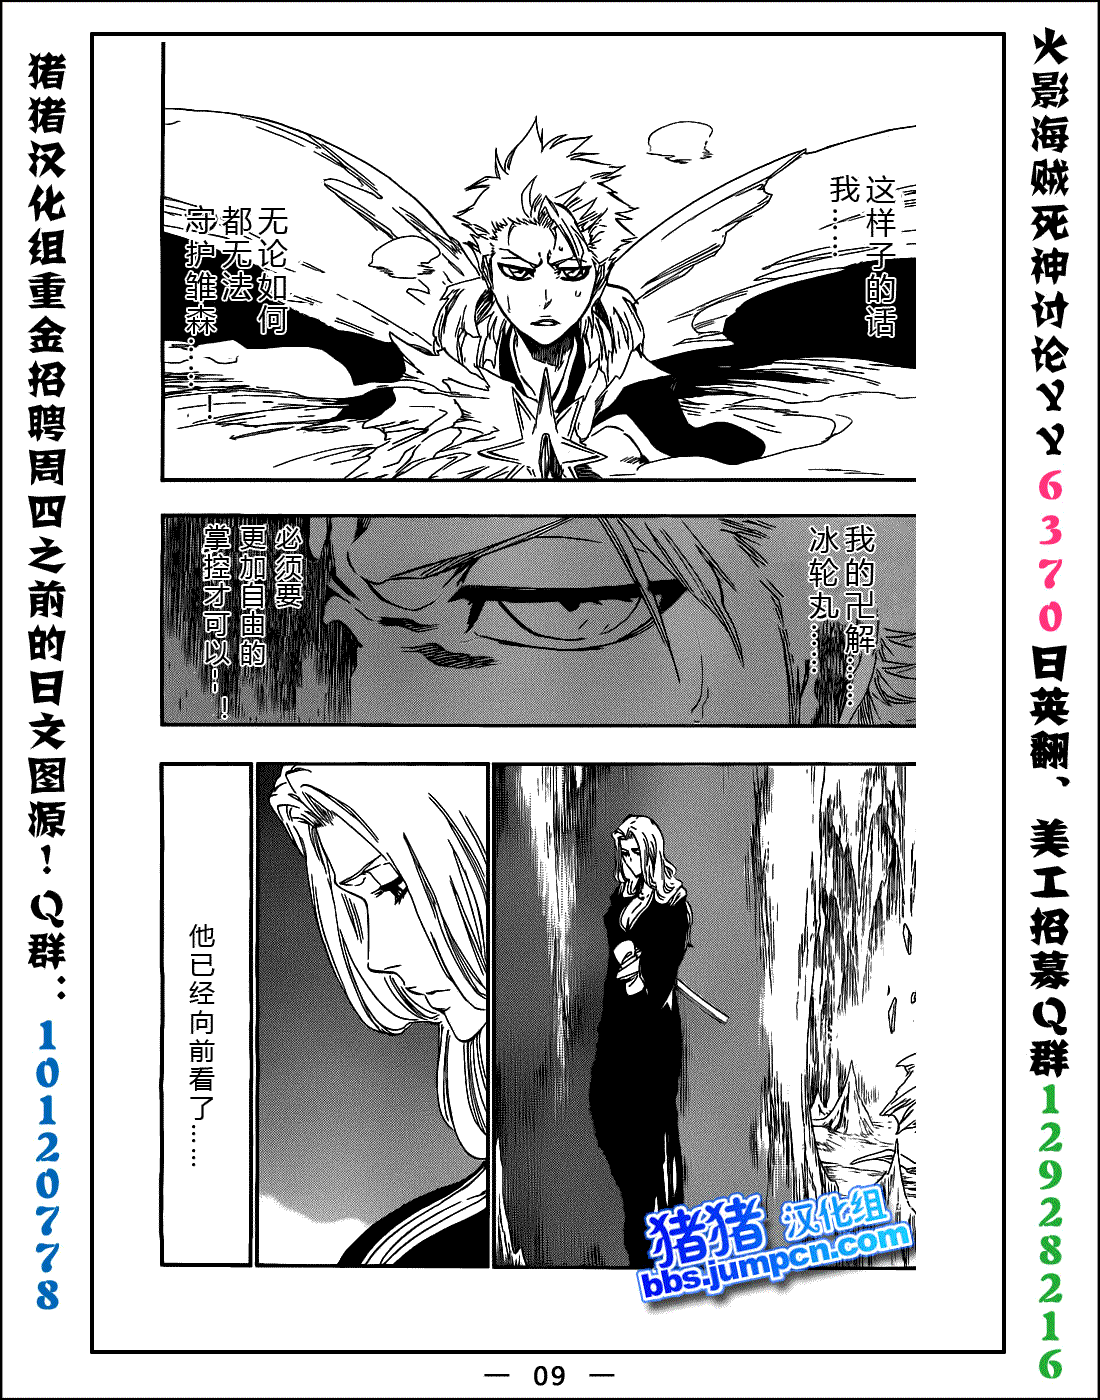 火影海贼死神讨论YY6370日英翻、美工招募Q群12928216
这样子的话
我……
无论如何
都无法
守护雏森……！
我的卍解……
冰轮丸……
必须要
更加自由的
掌控才可以…！
他已经向前看了……
猪猪汉化组
bbs.jumpcn.com
猪猪汉化组重金招聘周四之前的日文图源！Q群：10120778
— 09 —